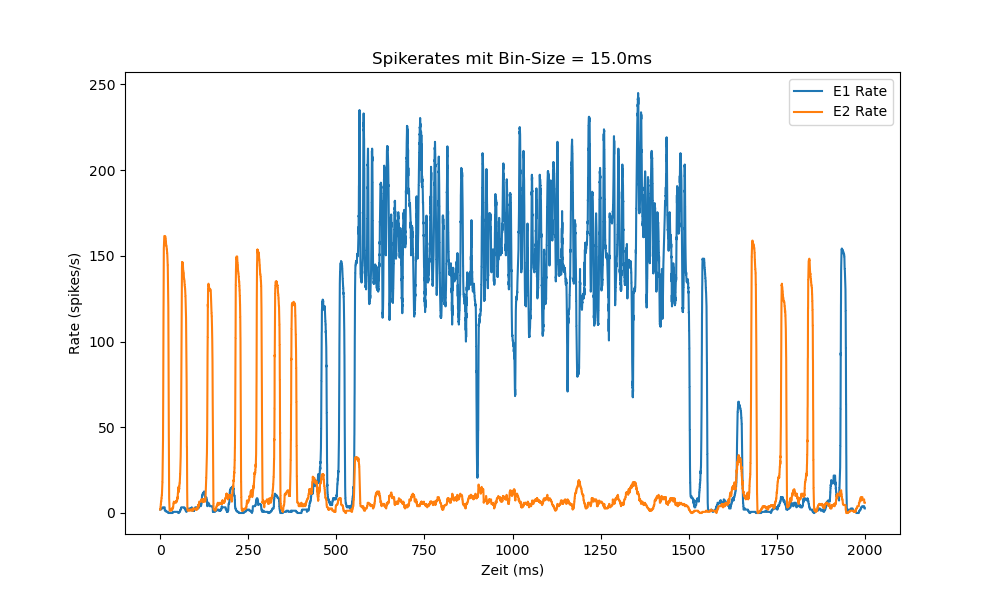 Spikerates mit Bin-Size = 15.0ms
E1 Rate
E2 Rate
Rate (spikes/s)
250
200
150
100
50
0
0 250 500 750 1000 1250 1500 1750 2000
Zeit (ms)